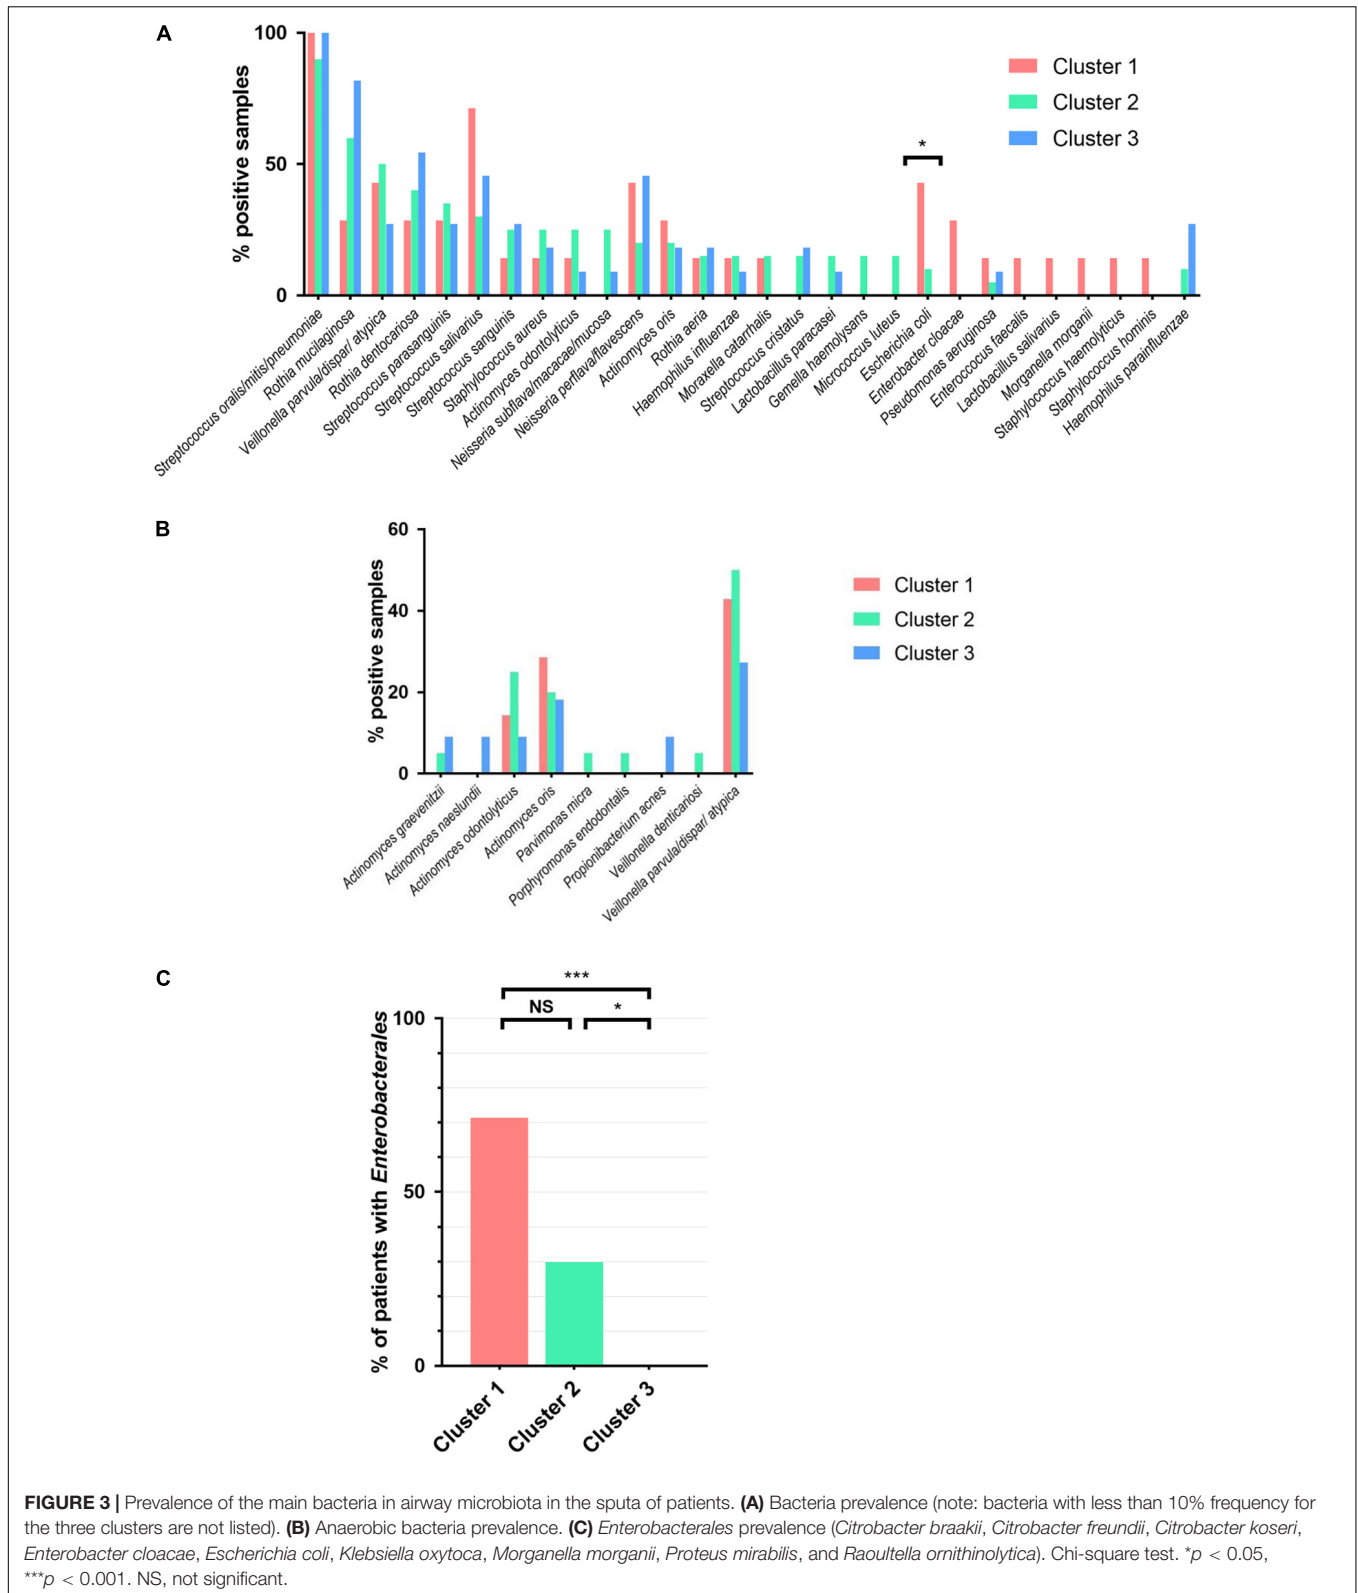 A
100
50
0
% positive samples
Cluster 1
Cluster 2
Cluster 3
*
Streptococcus oralis/mitis/pneumoniae
Rothia mucilaginosa
Veillonella parvula/dispar/ atypica
Rothia dentocariosa
Streptococcus parasanguinis
Streptococcus salivarius
Streptococcus sanguinis
Staphylococcus aureus
Actinomyces odontolyticus
Neisseria subflava/macacae/mucosa
Neisseria perflava/flavescens
Actinomyces oris
Rothia aeria
Haemophilus influenzae
Moraxella catarrhalis
Streptococcus cristatus
Lactobacillus paracasei
Gemella haemolysans
Micrococcus luteus
Escherichia coli
Enterobacter cloacae
Pseudomonas aeruginosa
Enteroccocus faecalis
Lactobacillus salivarius
Morganella morganii
Staphylococcus haemolyticus
Staphylococcus hominis
Haemophilus parainfluenzae
B
60
40
20
0
% positive samples
Cluster 1
Cluster 2
Cluster 3
Actinomyces graevenitzii
Actinomyces naeslundii
Actinomyces odontolyticus
Actinomyces oris
Parvimonas micra
Porphyromonas endodontalis
Propionibacterium acnes
Veillonella denticariosi
Veillonella parvula/dispar/ atypica
C
***
NS
*
100
50
0
% of patients with Enterobacterales
Cluster 1
Cluster 2
Cluster 3
FIGURE 3 | Prevalence of the main bacteria in airway microbiota in the sputa of patients. (A) Bacteria prevalence (note: bacteria with less than 10% frequency for
the three clusters are not listed). (B) Anaerobic bacteria prevalence. (C) Enterobacterales prevalence (Citrobacter braakii, Citrobacter freundii, Citrobacter koseri,
Enterobacter cloacae, Escherichia coli, Klebsiella oxytoca, Morganella morganii, Proteus mirabilis, and Raoultella ornithinolytica). Chi-square test. *p < 0.05,
***p < 0.001. NS, not significant.